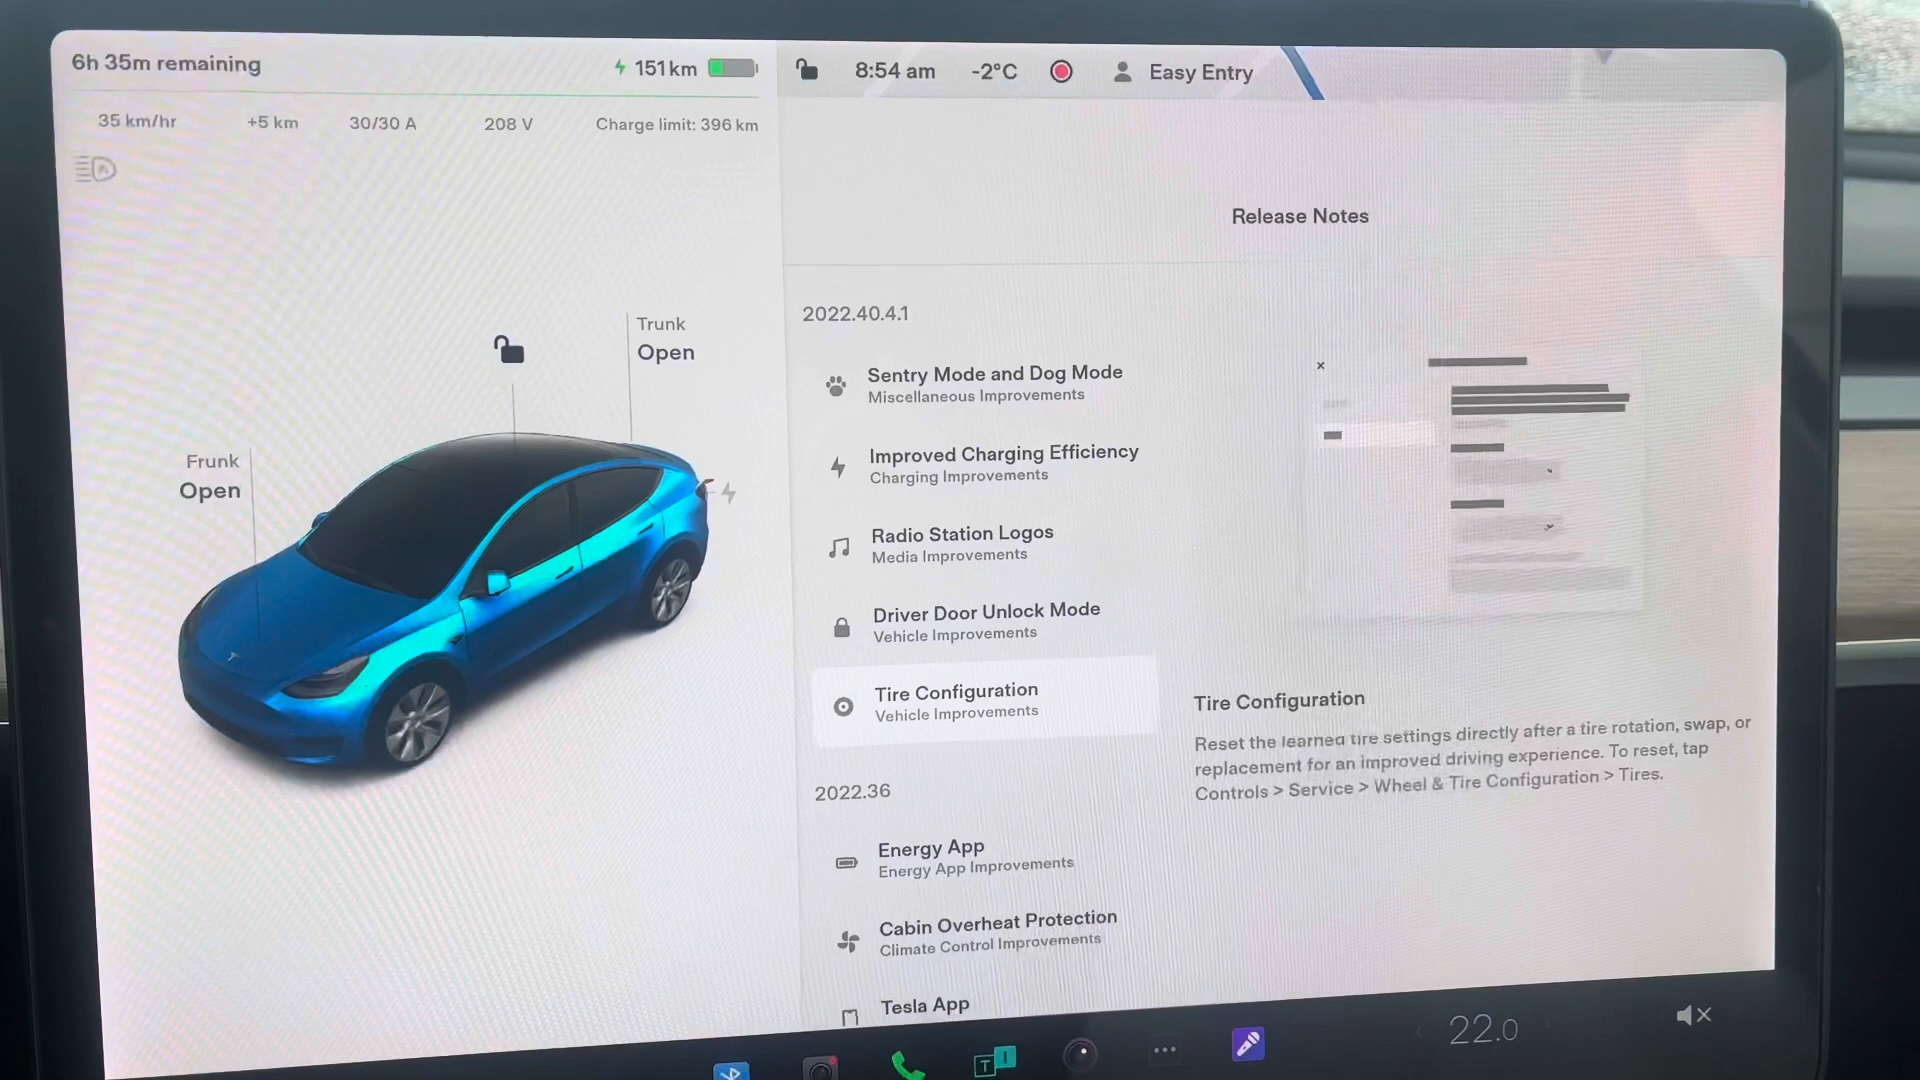 6h 35m remaining
151 km
35 km/hr
+5 km
30/30 A
208 V
Charge limit: 396 km
8:54 am
-2°C
Easy Entry
Release Notes
Trunk
Open
Frunk
Open
2022.40.4.1
Sentry Mode and Dog Mode
Miscellaneous Improvements
Improved Charging Efficiency
Charging Improvements
Radio Station Logos
Media Improvements
Driver Door Unlock Mode
Vehicle Improvements
Tire Configuration
Vehicle Improvements
2022.36
Energy App
Energy App Improvements
Cabin Overheat Protection
Climate Control Improvements
Tesla App
Tire Configuration
Reset the learned tire settings directly after a tire rotation, swap, or
replacement for an improved driving experience. To reset, tap
Controls > Service > Wheel & Tire Configuration > Tires.
T I
22.0